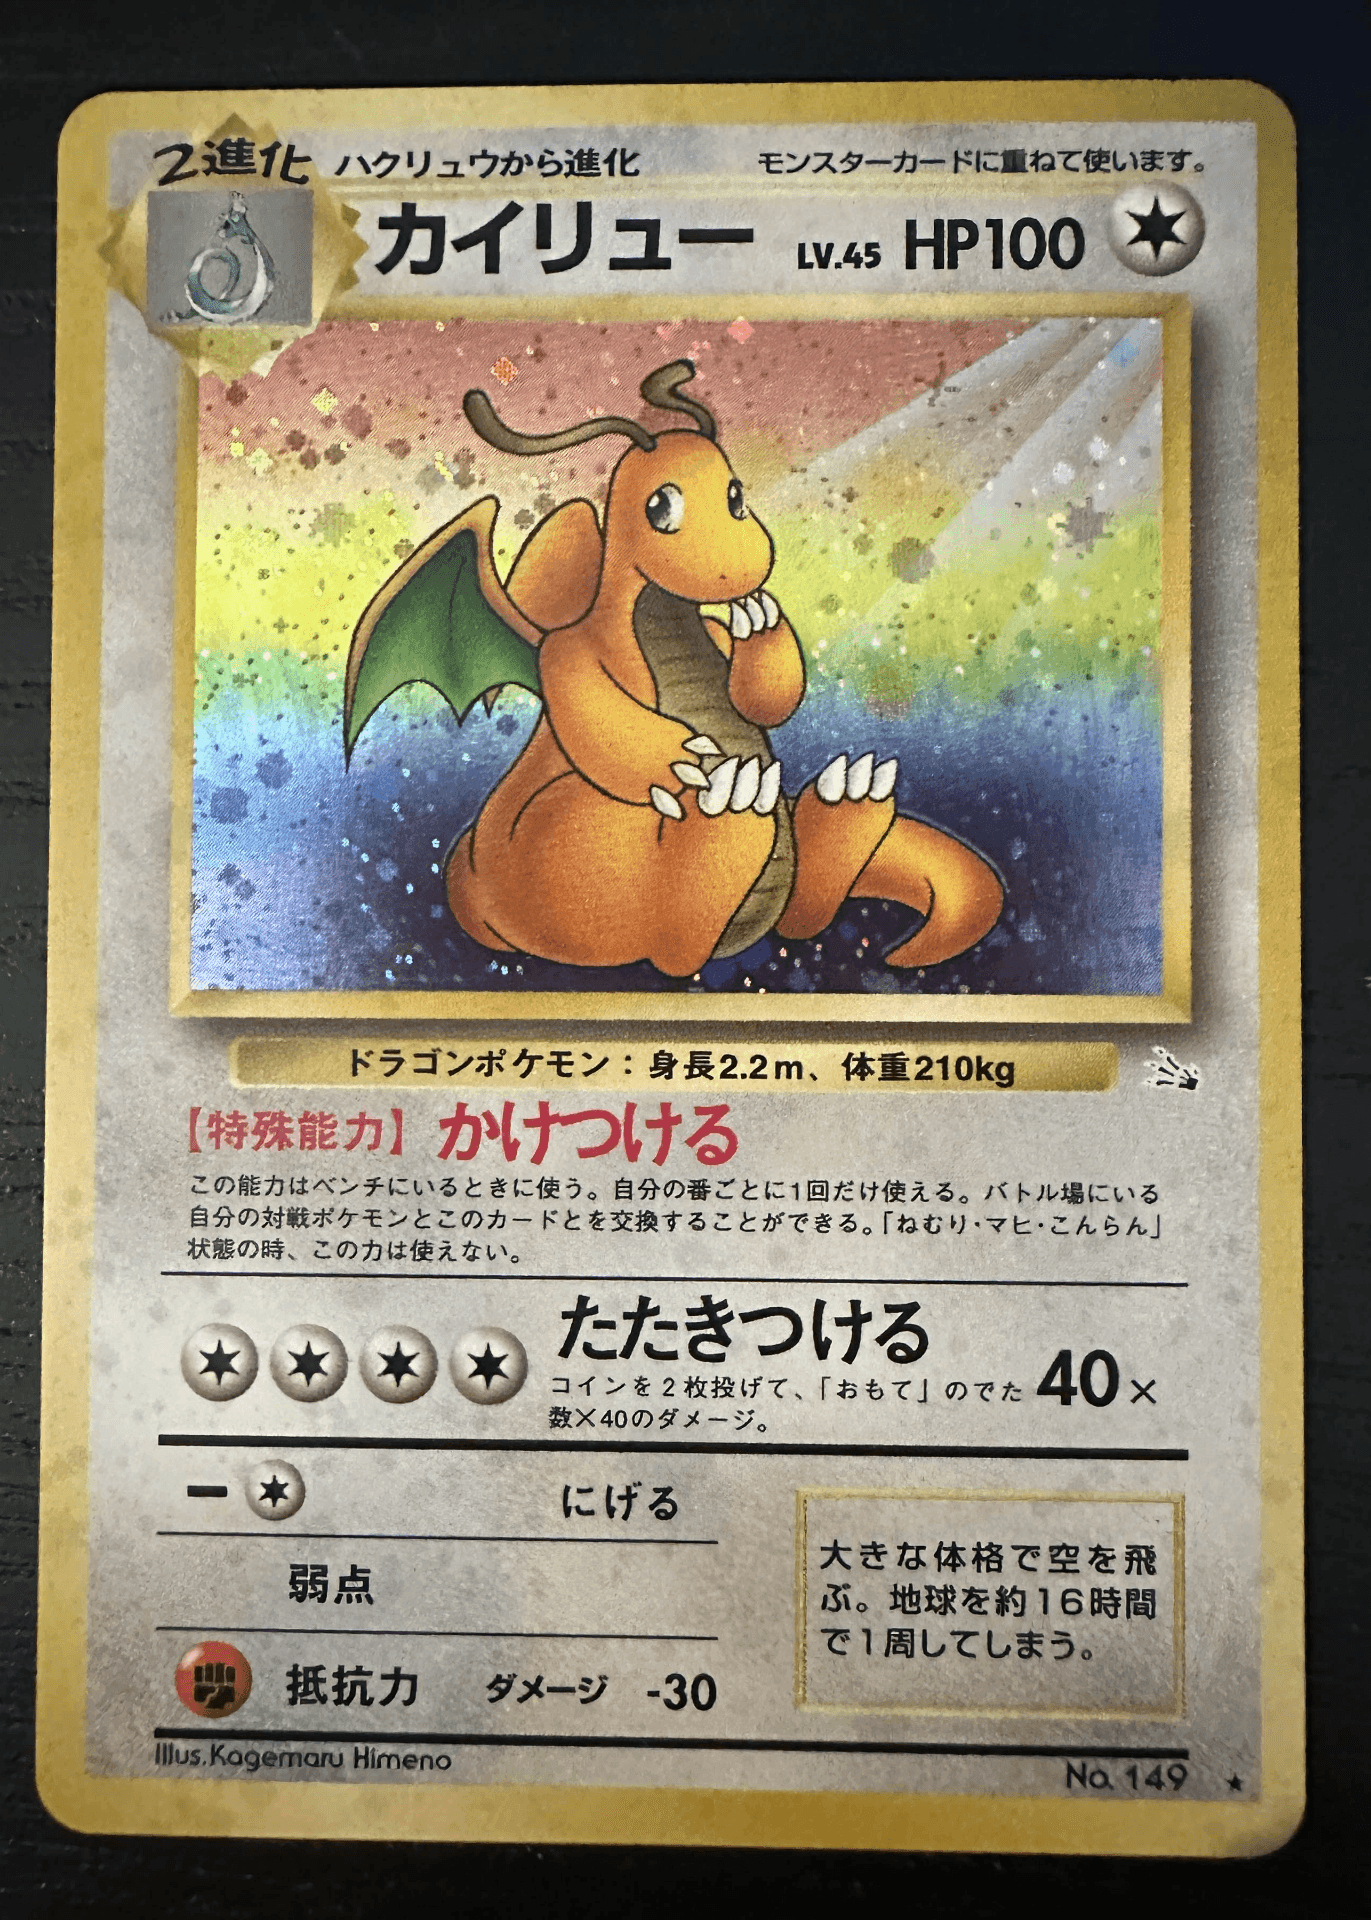 2進化 ハクリュウから進化 モンスターカードに重ねて使います。
カイリュー LV.45 HP100
ドラゴンポケモン：身長2.2m、体重210kg
【特殊能力】かけつける
この能力はベンチにいるときに使う。自分の番ごとに1回だけ使える。バトル場にいる
自分の対戦ポケモンとこのカードとを交換することができる。「ねむり・マヒ・こんらん」
状態の時、この力は使えない。
たたきつける
コインを2枚投げて、「おもて」のでた 40×
数×40のダメージ。
ー にげる
弱点
抵抗力 ダメージ -30
大きな体格で空を飛
ぶ。地球を約16時間
で1周してしまう。
Illus.Kagemaru Himeno
No. 149 ★